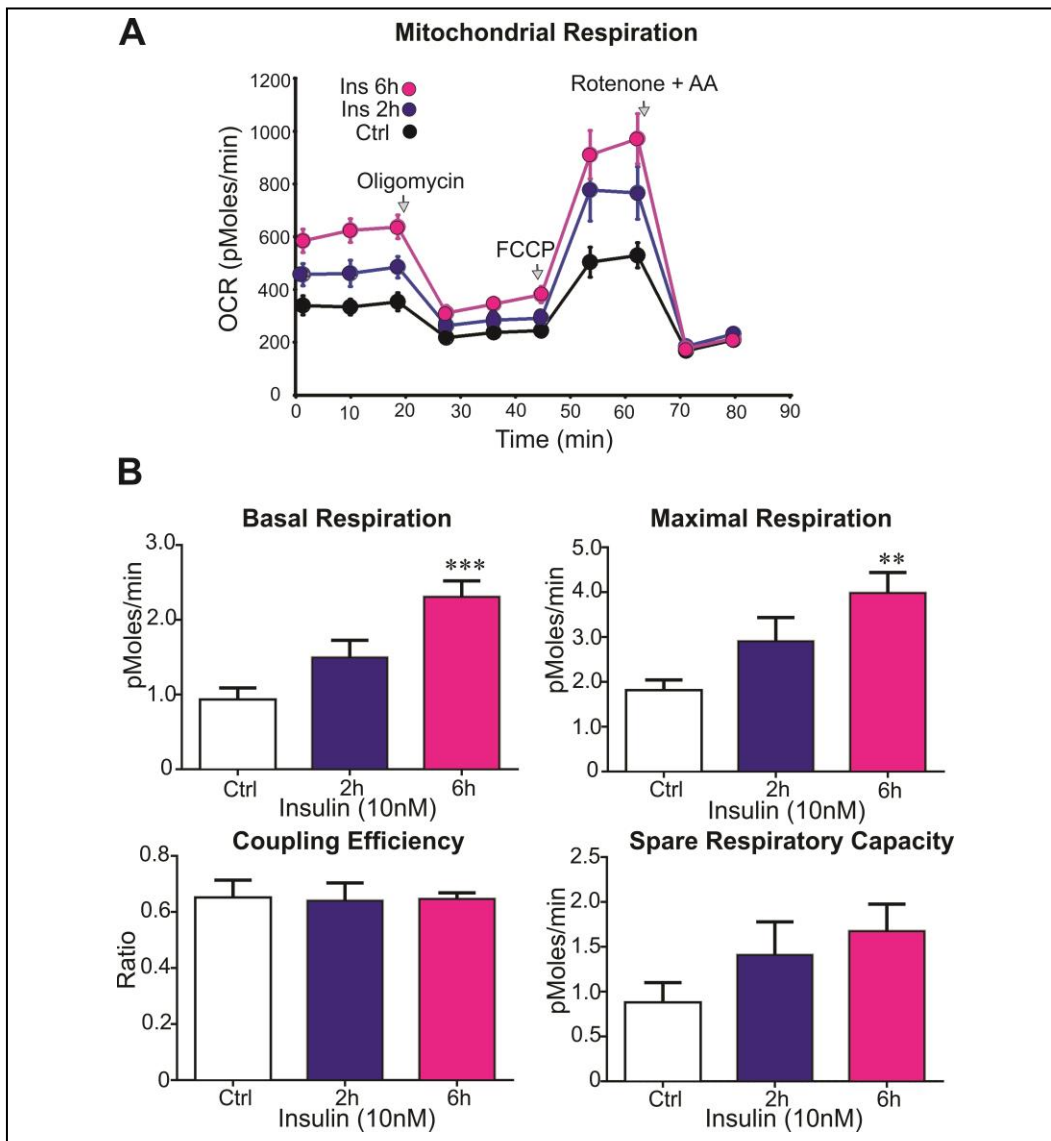 A
Mitochondrial Respiration
1200
1000
800
600
400
200
0
OCR (pMoles/min)
Ins 6h
Ins 2h
Ctrl
Oligomycin
FCCP
Rotenone + AA
0 10 20 30 40 50 60 70 80 90
Time (min)
B
Basal Respiration
3.0
2.0
1.0
0
pMoles/min
***
Ctrl 2h 6h
Insulin (10nM)
Maximal Respiration
5.0
4.0
3.0
2.0
1.0
0
pMoles/min
**
Ctrl 2h 6h
Insulin (10nM)
Coupling Efficiency
0.8
0.6
0.4
0.2
0
Ratio
Ctrl 2h 6h
Insulin (10nM)
Spare Respiratory Capacity
2.5
2.0
1.5
1.0
0.5
0
pMoles/min
Ctrl 2h 6h
Insulin (10nM)